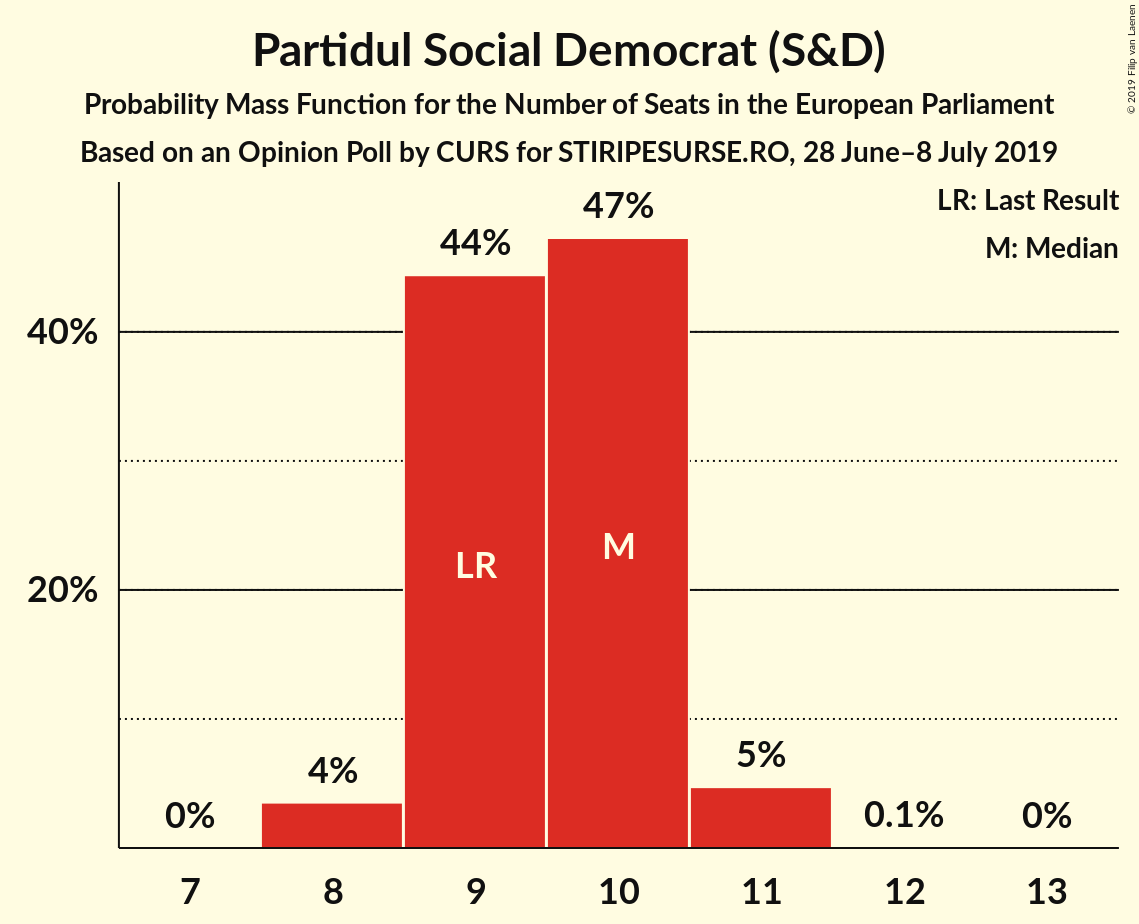 Partidul Social Democrat (S&D)
Probability Mass Function for the Number of Seats in the European Parliament
Based on an Opinion Poll by CURS for STIRIPESURSE.RO, 28 June–8 July 2019
© 2019 Filip van Laenen
LR: Last Result
M: Median
47%
44%
40%
LR
M
20%
5%
4%
0%
0.1%
0%
7 8 9 10 11 12 13